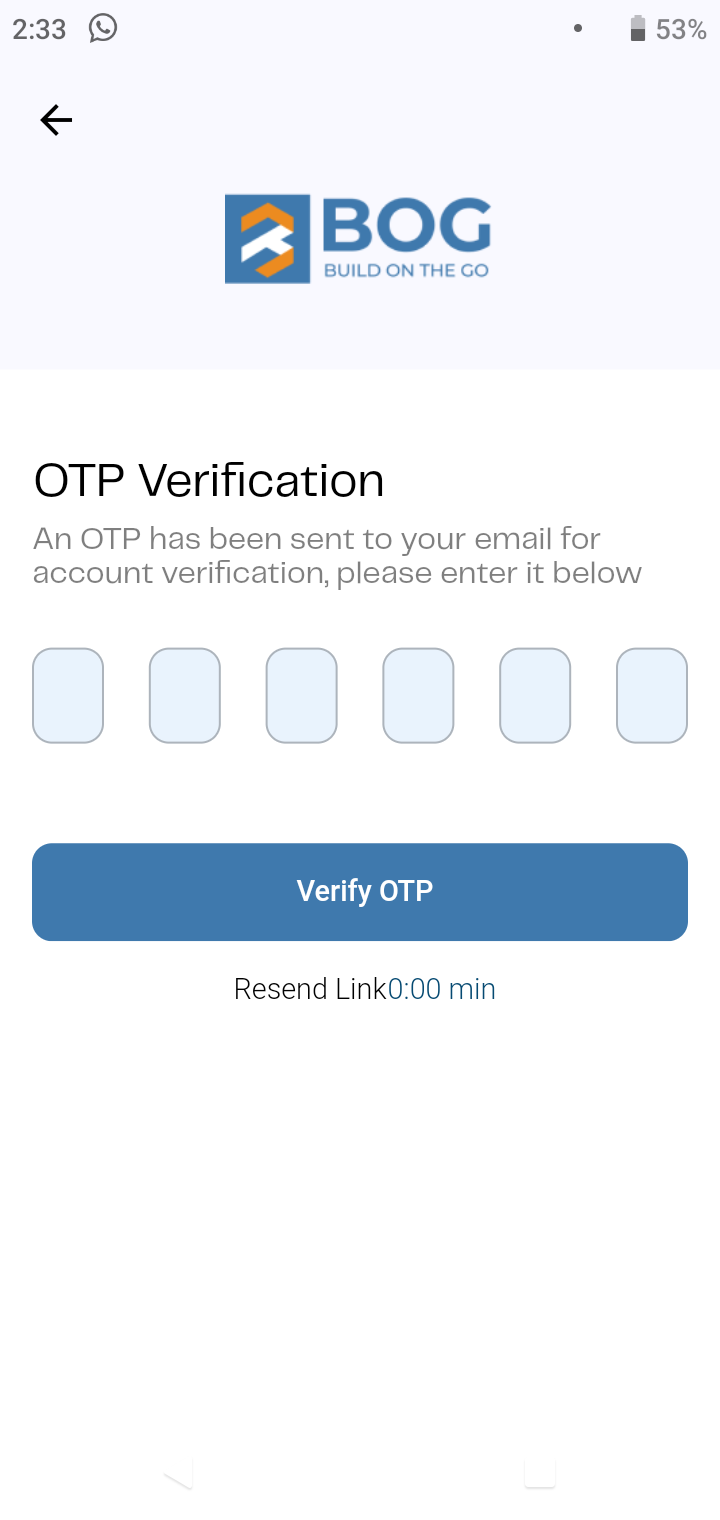 2:33 53%
BOG
BUILD ON THE GO
OTP Verification
An OTP has been sent to your email for
account verification, please enter it below
Verify OTP
Resend Link0:00 min